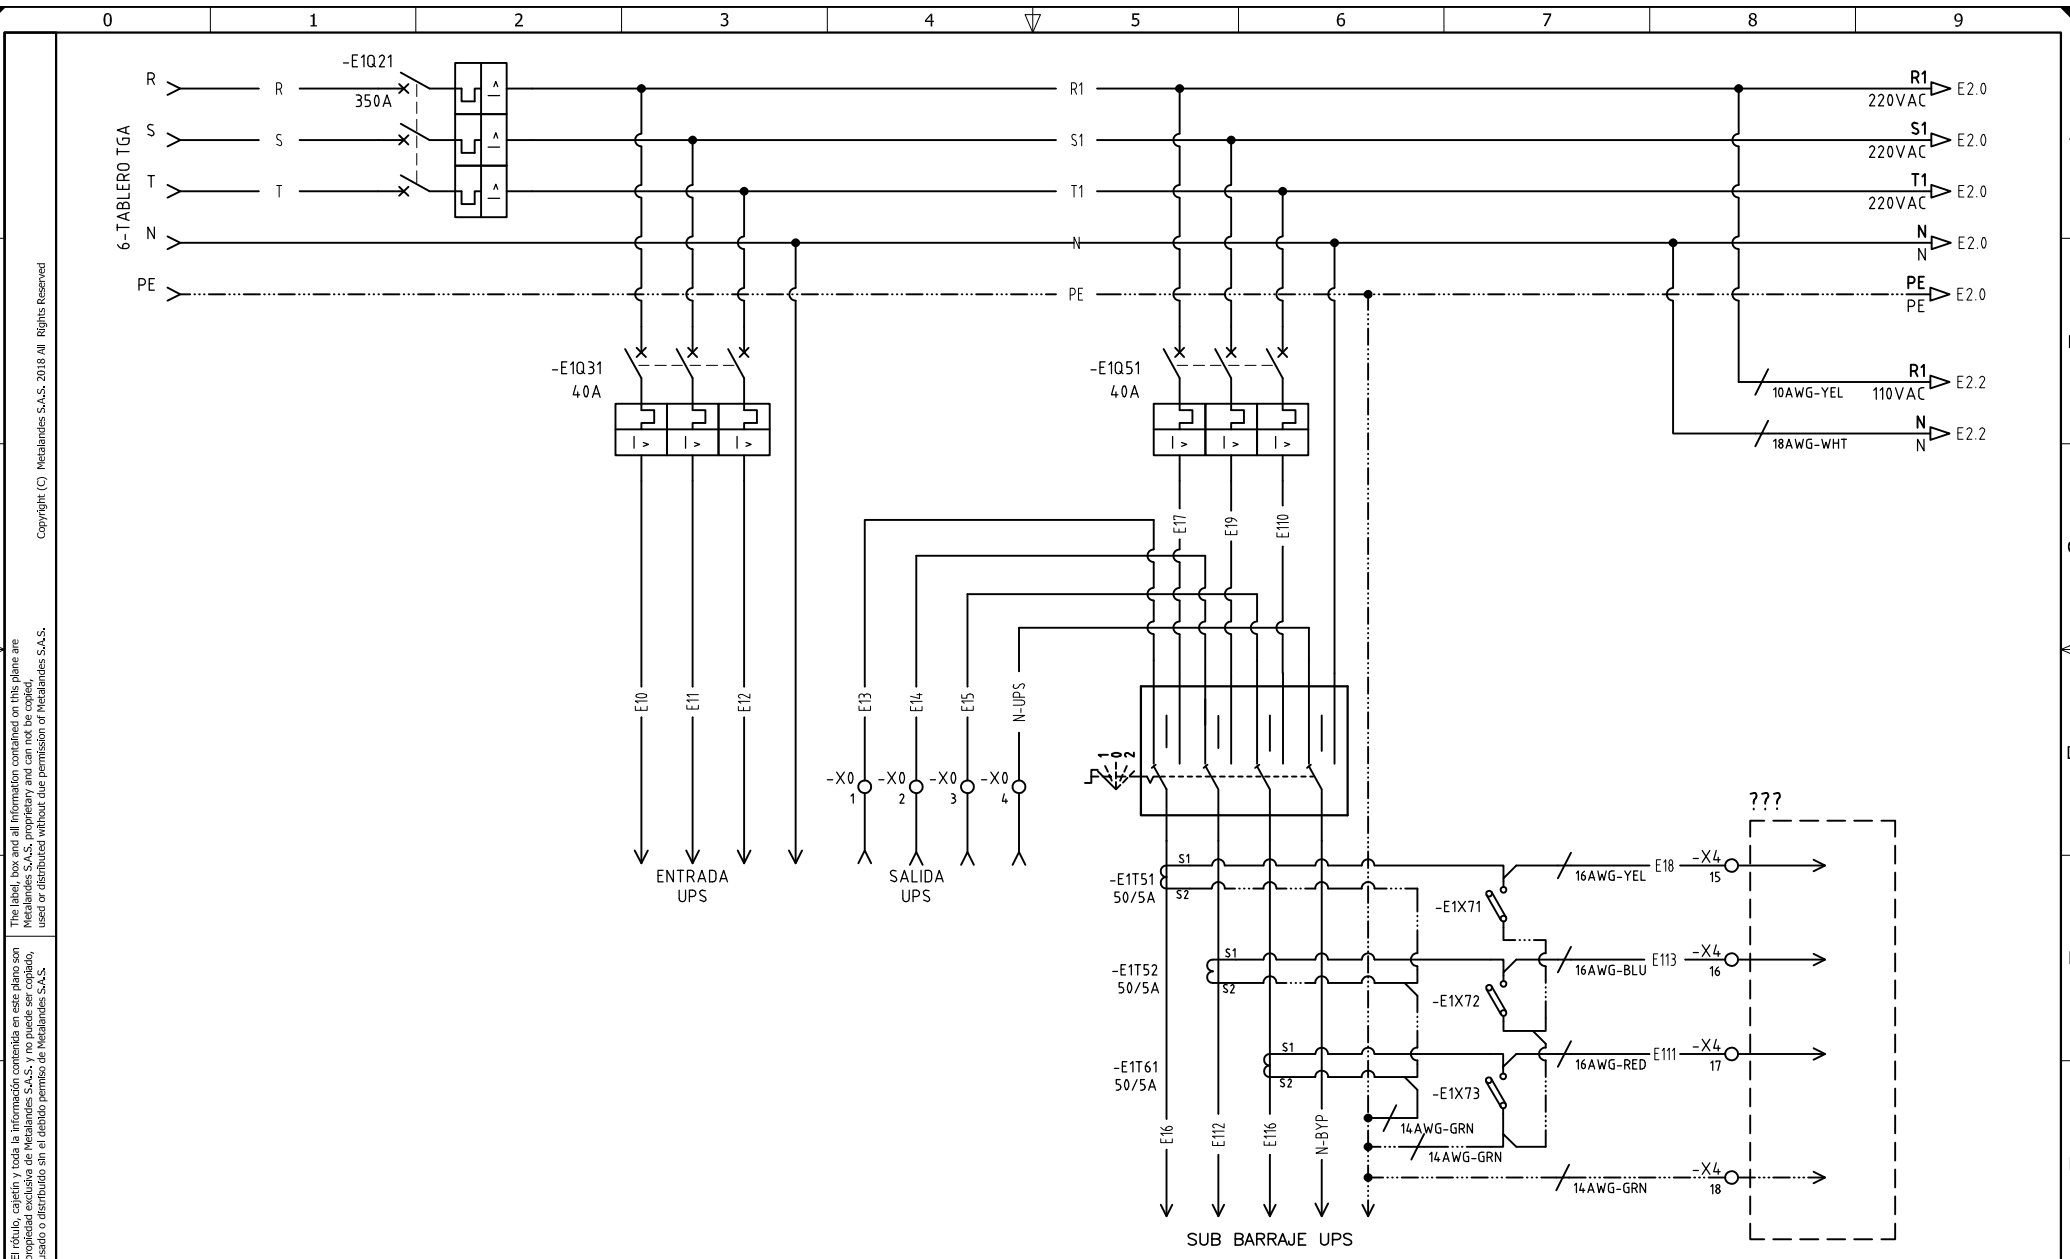 0 1 2 3 4 5 6 7 8 9
-E1Q21
350A
6-TABLERO TGA
R R R1 R1 E2.0
220VAC
S S S1 S1 E2.0
220VAC
T T T1 T1 E2.0
220VAC
N N N E2.0
N
PE PE PE E2.0
PE
-E1Q31
40A
-E1Q51
40A
10AWG-YEL R1 E2.2
110VAC
18AWG-WHT N E2.2
N
E17 E19 E110
E10 E11 E12 E13 E14 E15 N-UPS
1 0 2
-X0 -X0 -X0 -X0
1 2 3 4
ENTRADA
UPS
SALIDA
UPS
???
-E1T51
50/5A
S1
S2
-E1X71
16AWG-YEL E18 -X4
15
-E1T52
50/5A
S1
S2
-E1X72
16AWG-BLU E113 -X4
16
-E1T61
50/5A
S1
S2
-E1X73
16AWG-RED E111 -X4
17
14AWG-GRN
14AWG-GRN
14AWG-GRN -X4
18
E16 E112 E116 N-BYP
SUB BARRAJE UPS
Copyright (C) Metalandes S.A.S. 2018 All Rights Reserved
The label, box and all information contained on this plane are
Metalandes S.A.S. proprietary and can not be copied,
used or distributed without due permission of Metalandes S.A.S.
El rótulo, cajetín y toda la información contenida en este plano son
propiedad exclusiva de Metalandes S.A.S. y no puede ser copiado,
usado o distribuido sin el debido permiso de Metalandes S.A.S.